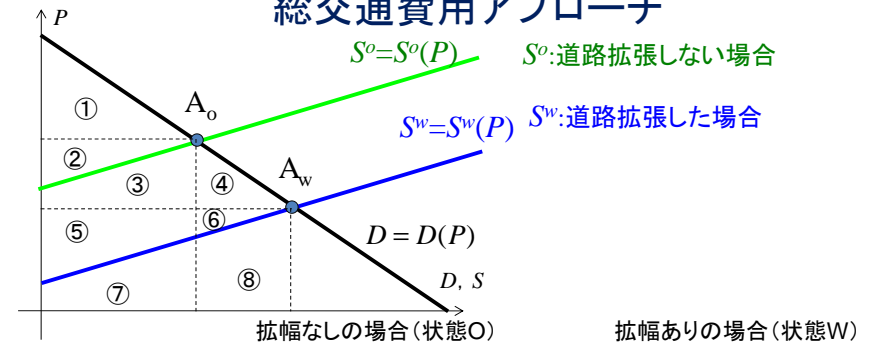 総交通費用アプローチ
P
S^o=S^o(P) S^o:道路拡張しない場合
① A_o
S^w=S^w(P) S^w:道路拡張した場合
②
③ ④ A_w
⑤ ⑥ D = D(P)
⑦ ⑧ D, S
拡幅なしの場合(状態O) 拡幅ありの場合(状態W)